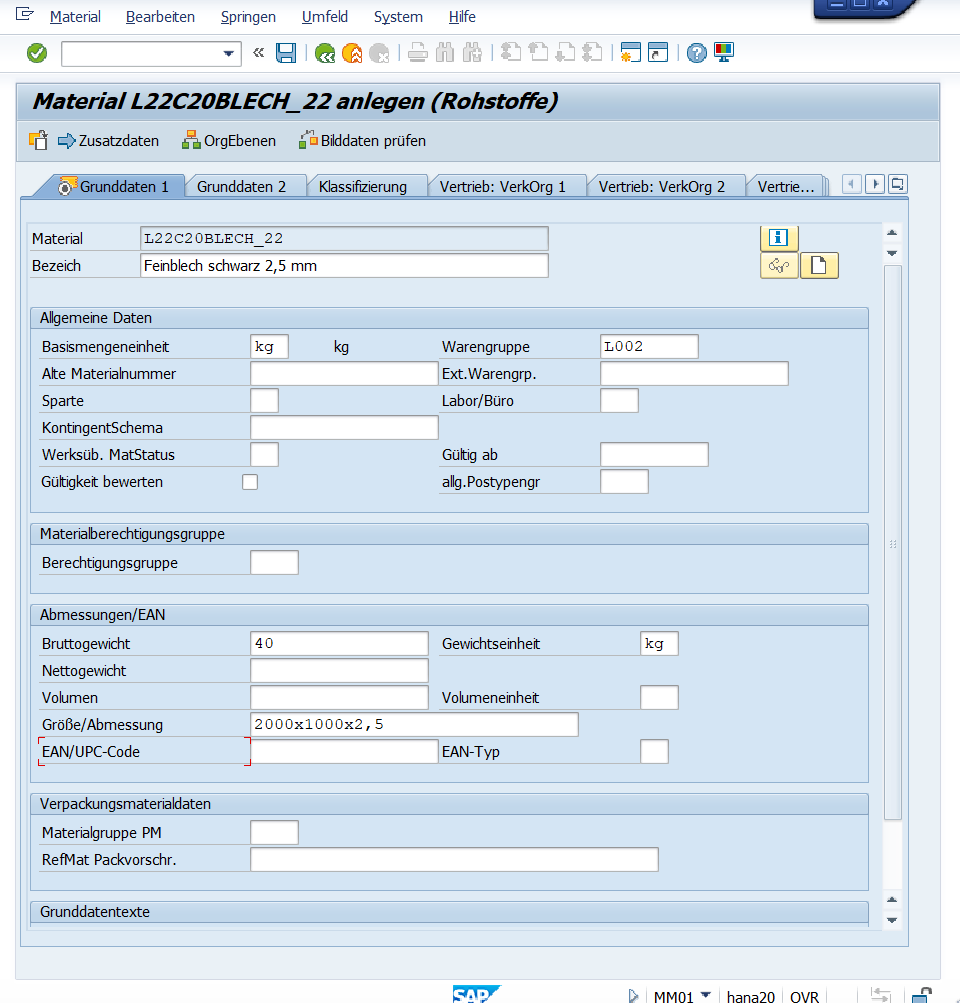 Material Bearbeiten Springen Umfeld System Hilfe
Material L22C20BLECH_22 anlegen (Rohstoffe)
Zusatzdaten OrgEbenen Bilddaten prüfen
Grunddaten 1 Grunddaten 2 Klassifizierung Vertrieb: VerkOrg 1 Vertrieb: VerkOrg 2 Vertrie...
Material L22C20BLECH_22
Bezeich Feinblech schwarz 2,5 mm
Allgemeine Daten
Basismengeneinheit kg kg Warengruppe L002
Alte Materialnummer Ext.Warengrp.
Sparte Labor/Büro
KontingentSchema
Werksüb. MatStatus Gültig ab
Gültigkeit bewerten allg.Postypengr
Materialberechtigungsgruppe
Berechtigungsgruppe
Abmessungen/EAN
Bruttogewicht 40 Gewichtseinheit kg
Nettogewicht
Volumen Volumeneinheit
Größe/Abmessung 2000x1000x2,5
EAN/UPC-Code EAN-Typ
Verpackungsmaterialdaten
Materialgruppe PM
RefMat Packvorschr.
Grunddatentexte
SAP MM01 hana20 OVR